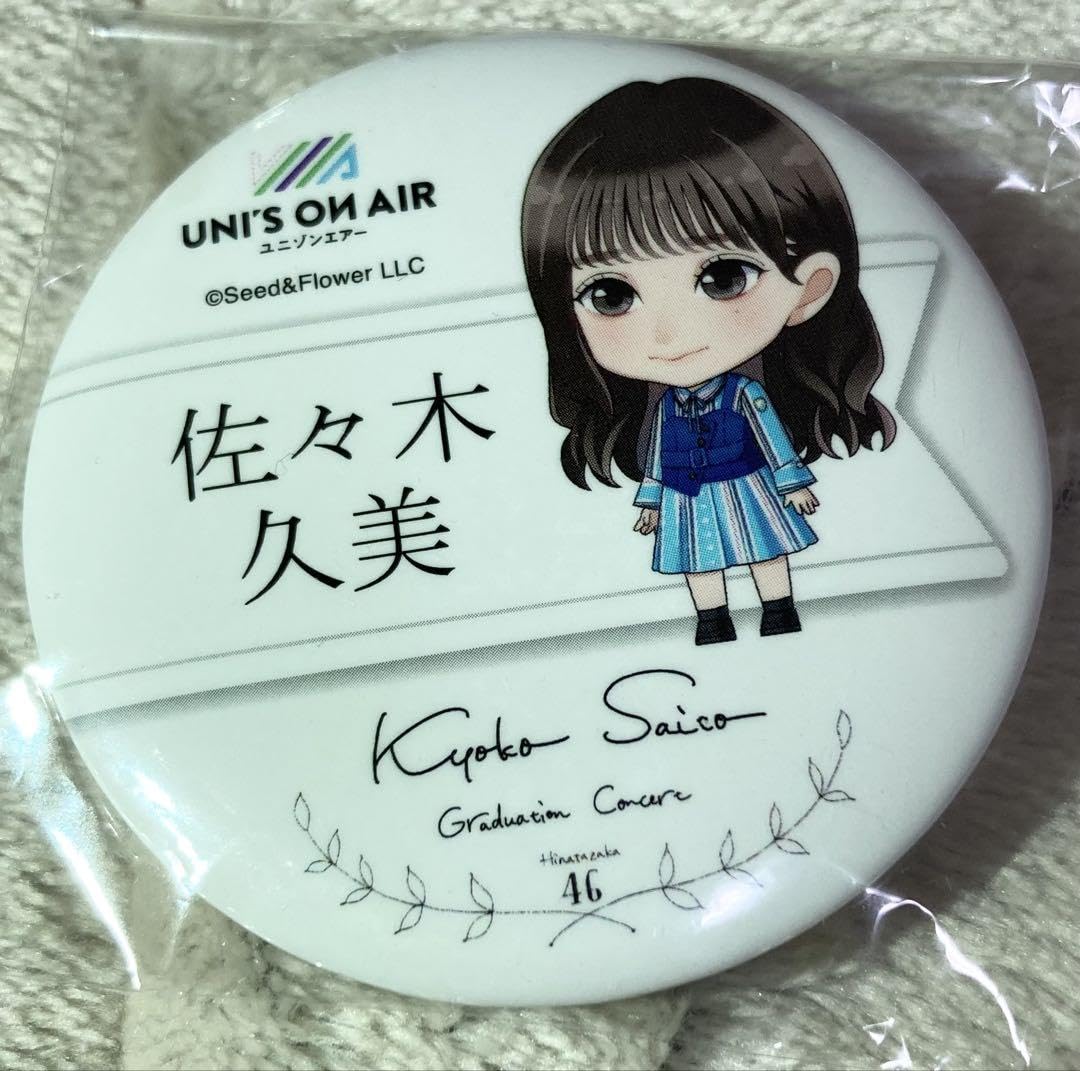 UNI'S ON AIR
ユニゾンエアー
©Seed&Flower LLC
佐々木
久美
Kyoko Saito
Graduation Concert
Hinatazaka
46